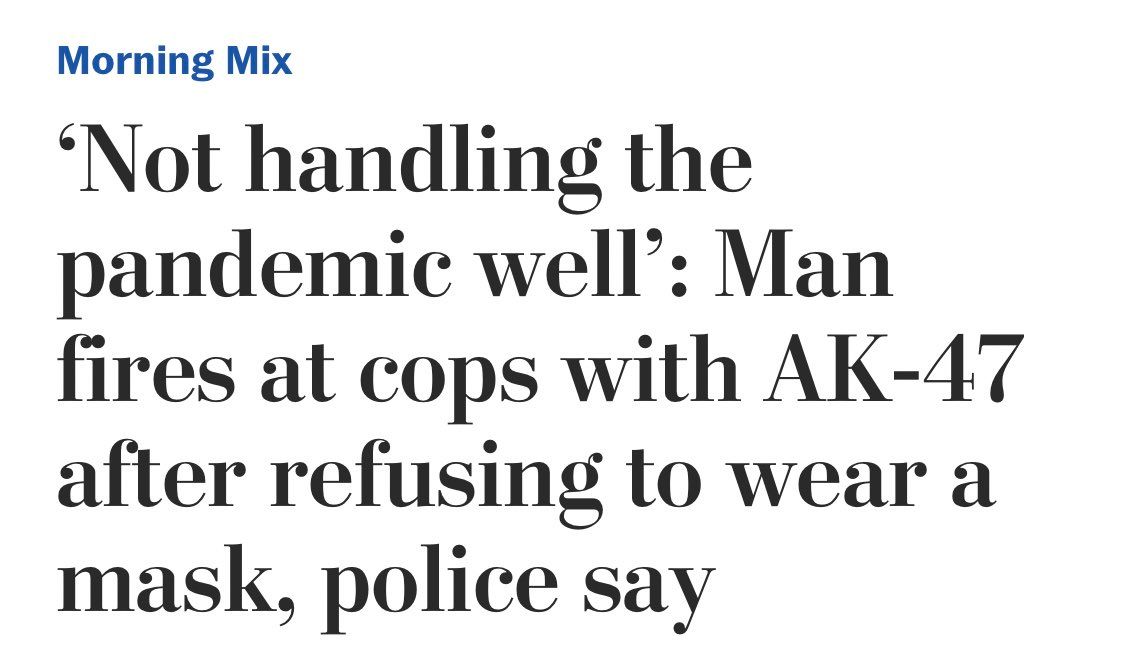 Morning Mix
‘Not handling the
pandemic well’: Man
fires at cops with AK-47
after refusing to wear a
mask, police say